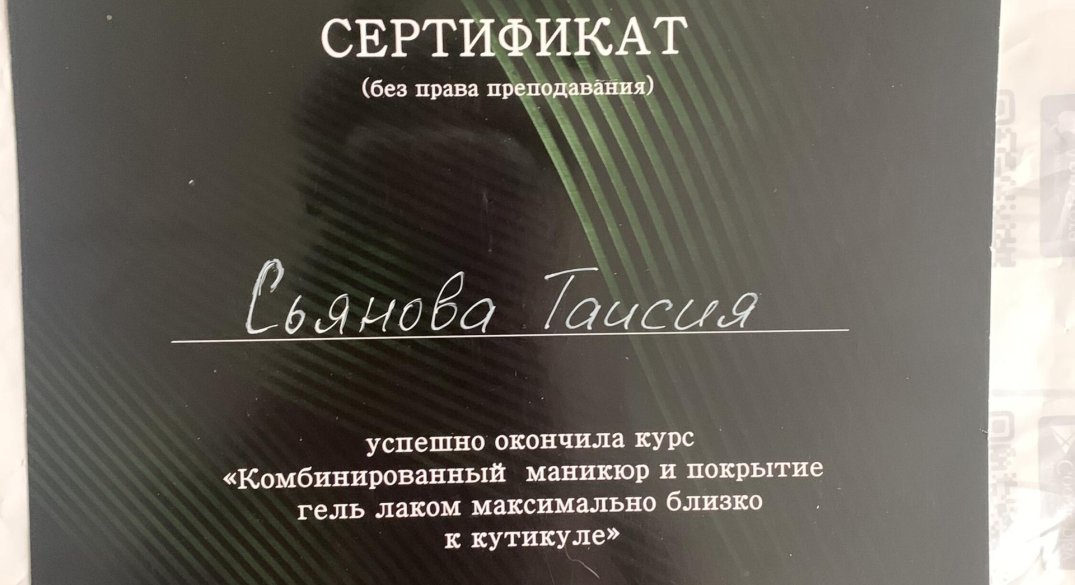 СЕРТИФИКАТ
(без права преподавания)
Сьянова Таисия
успешно окончила курс
«Комбинированный маникюр и покрытие
гель лаком максимально близко
к кутикуле»